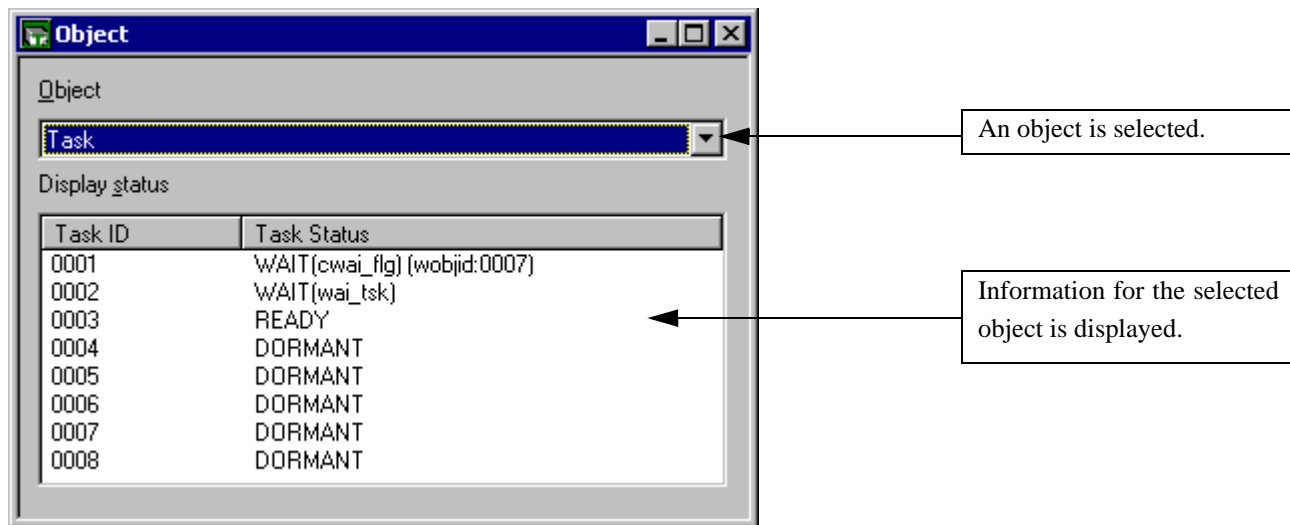 Object
Object
Task
An object is selected.
Display status
Task ID Task Status
0001 WAIT(cwai_flg) (wobjid:0007)
0002 WAIT(wai_tsk)
0003 READY
0004 DORMANT
0005 DORMANT
0006 DORMANT
0007 DORMANT
0008 DORMANT
Information for the selected
object is displayed.